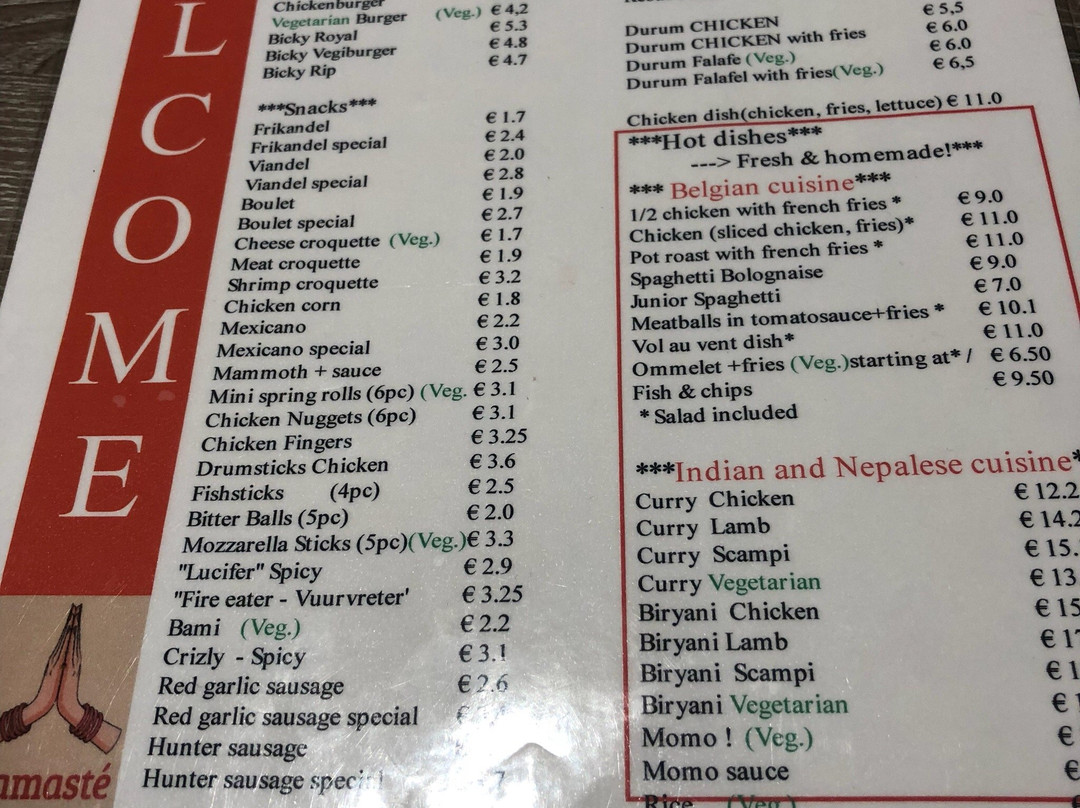 LCOME
amasté
Chickenburger
Vegetarian Burger (Veg.) € 4,2
Bicky Royal € 5.3
Bicky Vegiburger € 4.8
Bicky Rip € 4.7
***Snacks***
Frikandel € 1.7
Frikandel special € 2.4
Viandel € 2.0
Viandel special € 2.8
Boulet € 1.9
Boulet special € 2.7
Cheese croquette (Veg.) € 1.7
Meat croquette € 1.9
Shrimp croquette € 3.2
Chicken corn € 1.8
Mexicano € 2.2
Mexicano special € 3.0
Mammoth + sauce € 2.5
Mini spring rolls (6pc) (Veg. € 3.1
Chicken Nuggets (6pc) € 3.1
Chicken Fingers € 3.25
Drumsticks Chicken € 3.6
Fishsticks (4pc) € 2.5
Bitter Balls (5pc) € 2.0
Mozzarella Sticks (5pc)(Veg.)€ 3.3
"Lucifer" Spicy € 2.9
"Fire eater - Vuurvreter' € 3.25
Bami (Veg.) € 2.2
Crizly - Spicy € 3.1
Red garlic sausage € 2.6
Red garlic sausage special €
Hunter sausage
Hunter sausage special
€ 5,5
Durum CHICKEN € 6.0
Durum CHICKEN with fries € 6.0
Durum Falafe (Veg.) € 6,5
Durum Falafel with fries(Veg.)
Chicken dish(chicken, fries, lettuce) € 11.0
***Hot dishes***
---> Fresh & homemade!***
*** Belgian cuisine***
1/2 chicken with french fries * € 9.0
Chicken (sliced chicken, fries)* € 11.0
Pot roast with french fries * € 11.0
Spaghetti Bolognaise € 9.0
Junior Spaghetti € 7.0
Meatballs in tomatosauce+fries * € 10.1
Vol au vent dish* € 11.0
Ommelet +fries (Veg.)starting at* / € 6.50
Fish & chips € 9.50
* Salad included
***Indian and Nepalese cuisine*
Curry Chicken € 12.2
Curry Lamb € 14.2
Curry Scampi € 15.
Curry Vegetarian € 13
Biryani Chicken € 15
Biryani Lamb € 1
Biryani Scampi € 1
Biryani Vegetarian €
Momo ! (Veg.) €
Momo sauce €
Rice (Veg.)